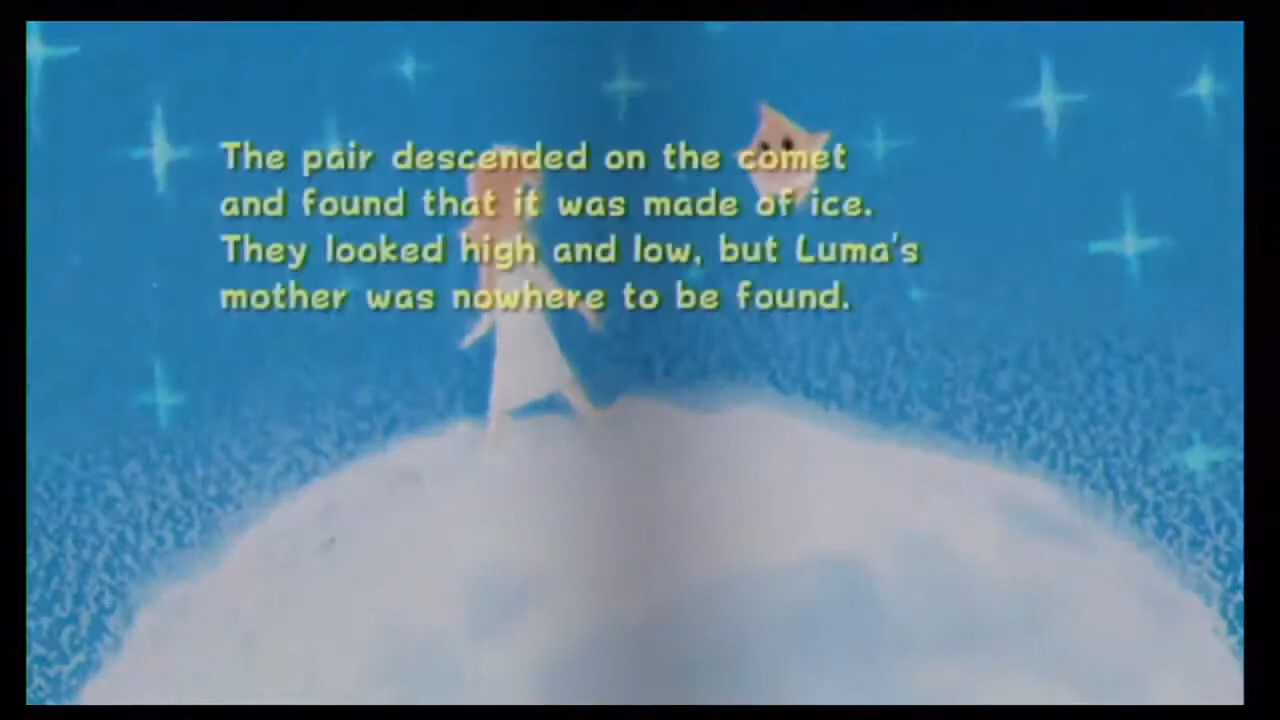 The pair descended on the comet
and found that it was made of ice.
They looked high and low, but Luma's
mother was nowhere to be found.